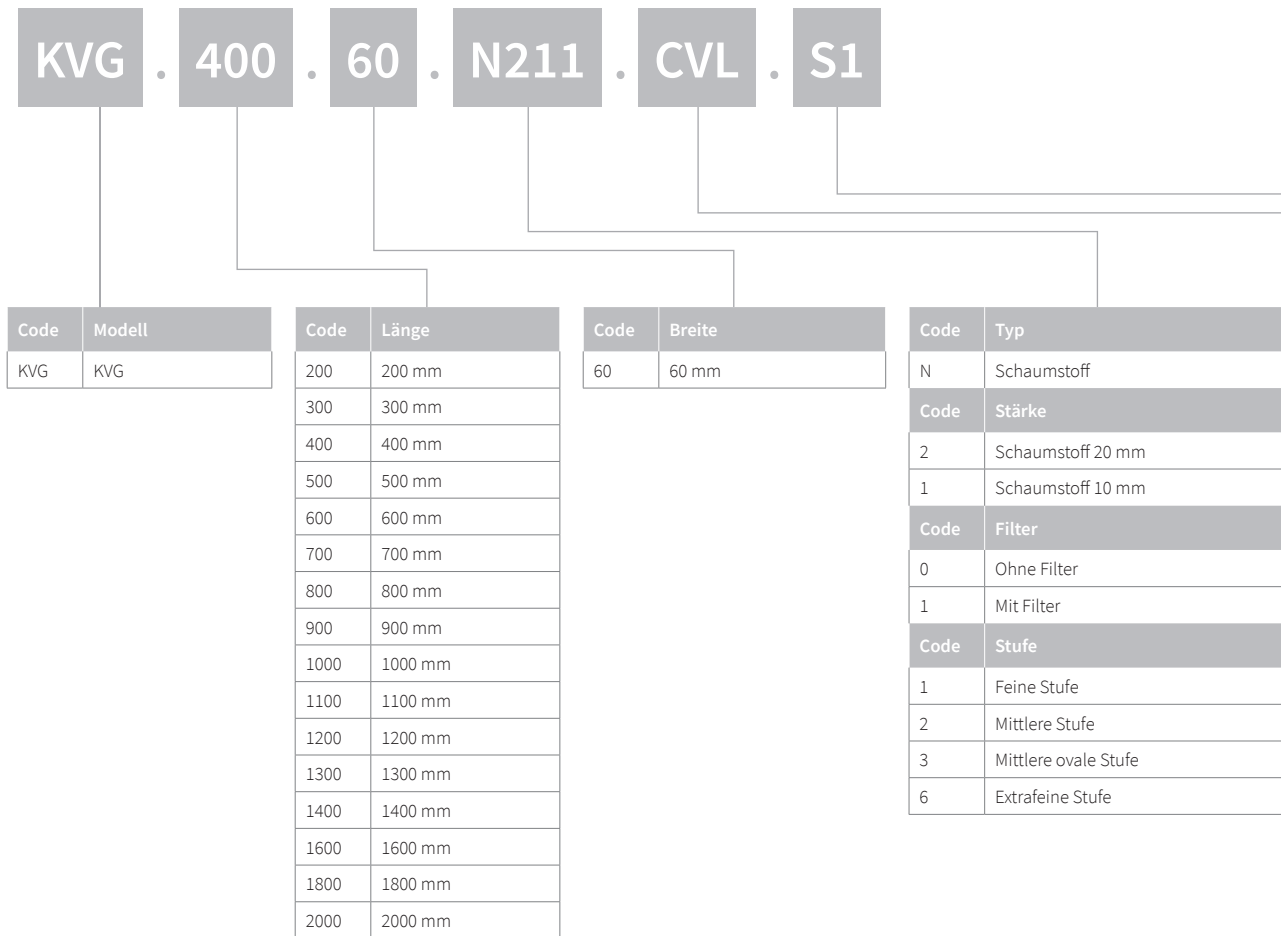 KVG . 400 . 60 . N211 . CVL . S1
Code Modell
KVG KVG
Code Länge
200 200 mm
300 300 mm
400 400 mm
500 500 mm
600 600 mm
700 700 mm
800 800 mm
900 900 mm
1000 1000 mm
1100 1100 mm
1200 1200 mm
1300 1300 mm
1400 1400 mm
1600 1600 mm
1800 1800 mm
2000 2000 mm
Code Breite
60 60 mm
Code Typ
N Schaumstoff
Code Stärke
2 Schaumstoff 20 mm
1 Schaumstoff 10 mm
Code Filter
0 Ohne Filter
1 Mit Filter
Code Stufe
1 Feine Stufe
2 Mittlere Stufe
3 Mittlere ovale Stufe
6 Extrafeine Stufe